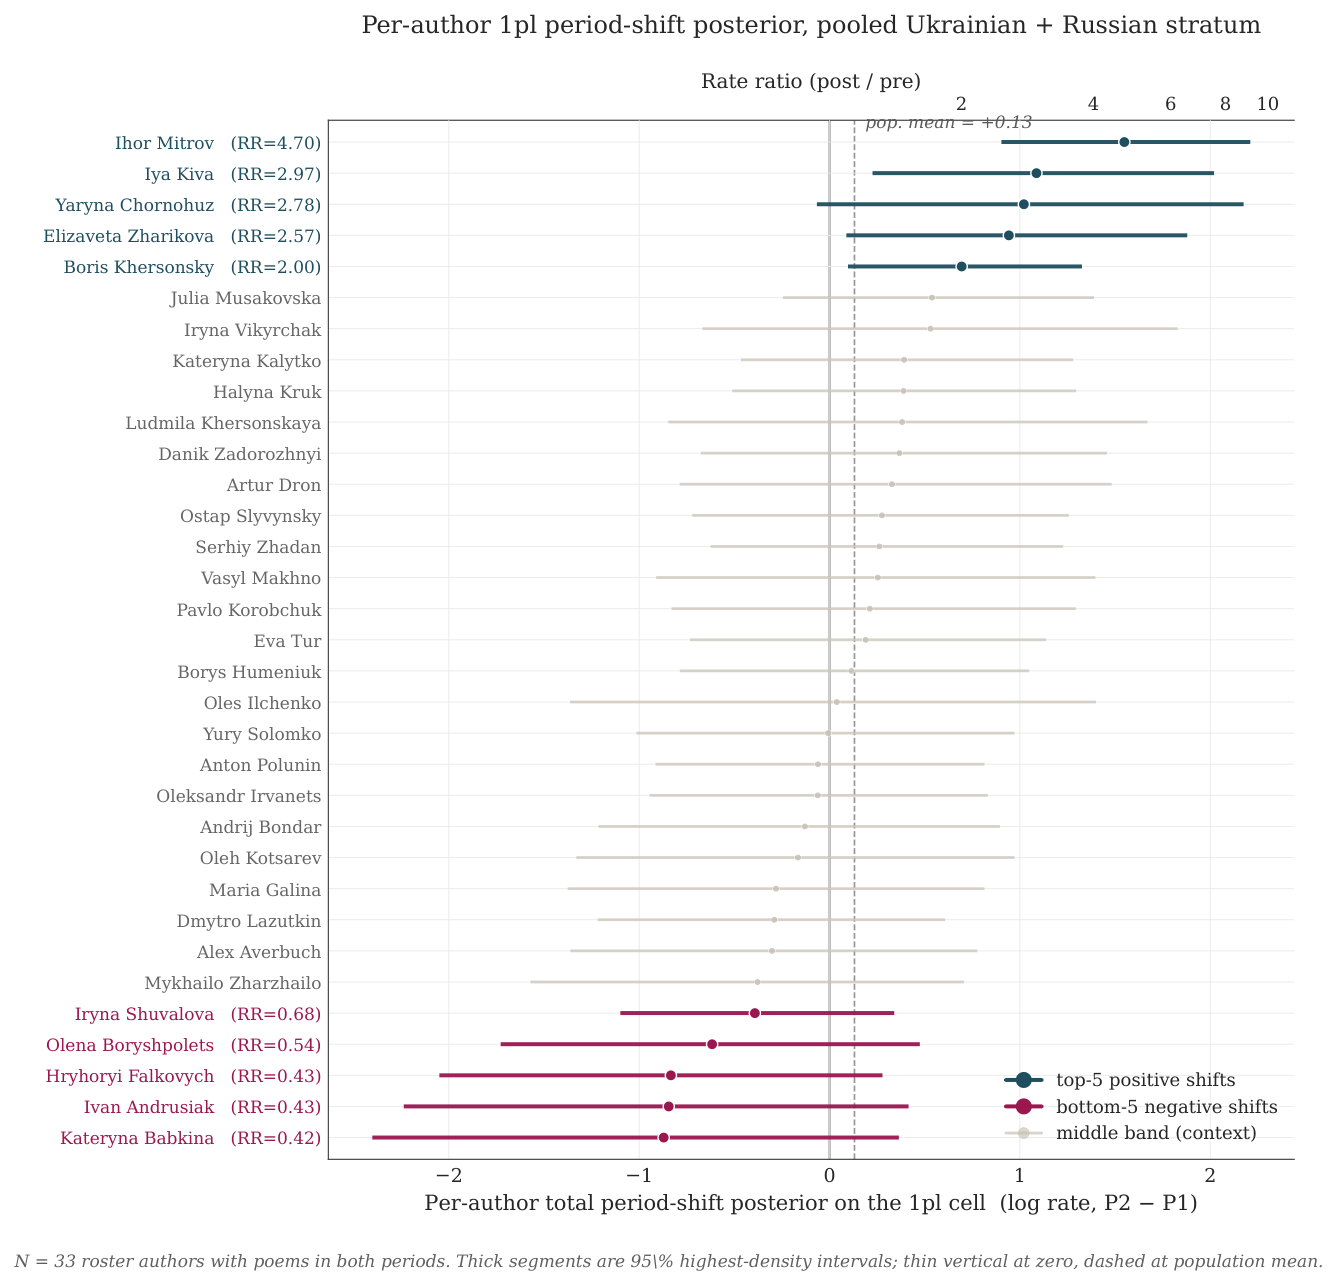 Per-author 1pl period-shift posterior, pooled Ukrainian + Russian stratum
Rate ratio (post / pre)
2 4 6 8 10
pop. mean = +0.13
Ihor Mitrov (RR=4.70)
Iya Kiva (RR=2.97)
Yaryna Chornohuz (RR=2.78)
Elizaveta Zharikova (RR=2.57)
Boris Khersonsky (RR=2.00)
Julia Musakovska
Iryna Vikyrchak
Kateryna Kalytko
Halyna Kruk
Ludmila Khersonskaya
Danik Zadorozhnyi
Artur Dron
Ostap Slyvynsky
Serhiy Zhadan
Vasyl Makhno
Pavlo Korobchuk
Eva Tur
Borys Humeniuk
Oles Ilchenko
Yury Solomko
Anton Polunin
Oleksandr Irvanets
Andrij Bondar
Oleh Kotsarev
Maria Galina
Dmytro Lazutkin
Alex Averbuch
Mykhailo Zharzhailo
Iryna Shuvalova (RR=0.68)
Olena Boryshpolets (RR=0.54)
Hryhoryi Falkovych (RR=0.43)
Ivan Andrusiak (RR=0.43)
Kateryna Babkina (RR=0.42)
top-5 positive shifts
bottom-5 negative shifts
middle band (context)
−2 −1 0 1 2
Per-author total period-shift posterior on the 1pl cell (log rate, P2 − P1)
N = 33 roster authors with poems in both periods. Thick segments are 95\% highest-density intervals; thin vertical at zero, dashed at population mean.